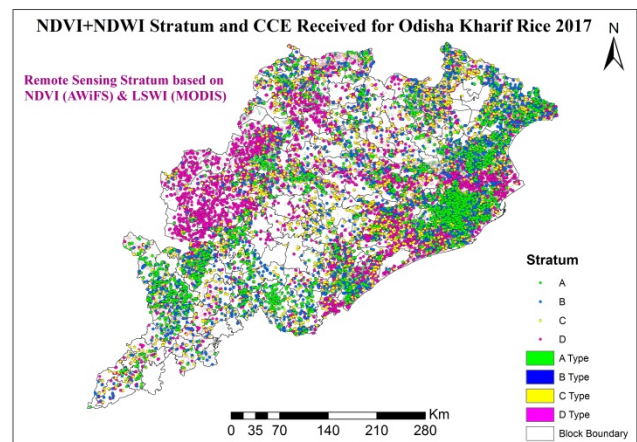 NDVI+NDWI Stratum and CCE Received for Odisha Kharif Rice 2017
N
Remote Sensing Stratum based on
NDVI (AWiFS) & LSWI (MODIS)
Stratum
A
B
C
D
A Type
B Type
C Type
D Type
Block Boundary
Km
0 35 70 140 210 280